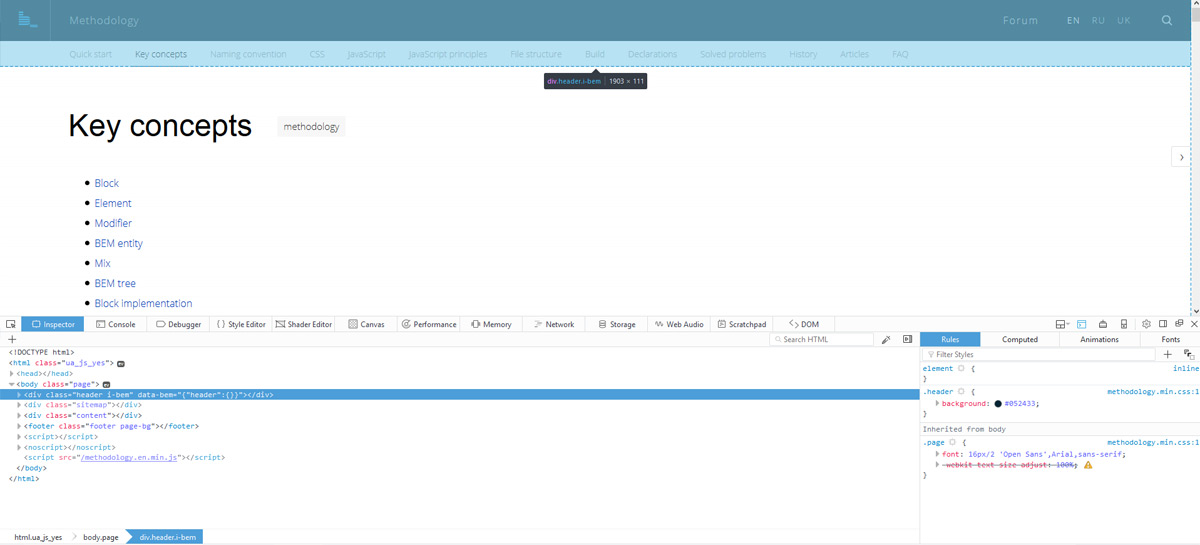 Methodology Forum EN RU UK
Quick start Key concepts Naming convention CSS JavaScript JavaScript principles File structure Build Declarations Solved problems History Articles FAQ
div.header.i-bem 1903 × 111
Key concepts methodology
Block
Element
Modifier
BEM entity
Mix
BEM tree
Block implementation
Inspector Console Debugger { } Style Editor Shader Editor Canvas Performance Memory Network Storage Web Audio Scratchpad DOM
Search HTML
Rules Computed Animations Fonts
Filter Styles
<!DOCTYPE html>
<html class="ua_js_yes"> ev
<head></head>
<body class="page"> ev
<div class="header i-bem" data-bem="{"header":{}}"></div>
<div class="sitemap"></div>
<div class="content"></div>
<footer class="footer page-bg"></footer>
<script></script>
<noscript></noscript>
<script src="/methodology.en.min.js"></script>
</body>
</html>
element { inline
}
.header { methodology.min.css:1
background: #052433;
}
Inherited from body
.page { methodology.min.css:1
font: 16px/2 'Open Sans',Arial,sans-serif;
-webkit-text-size-adjust: 100%;
}
html.ua_js_yes body.page div.header.i-bem